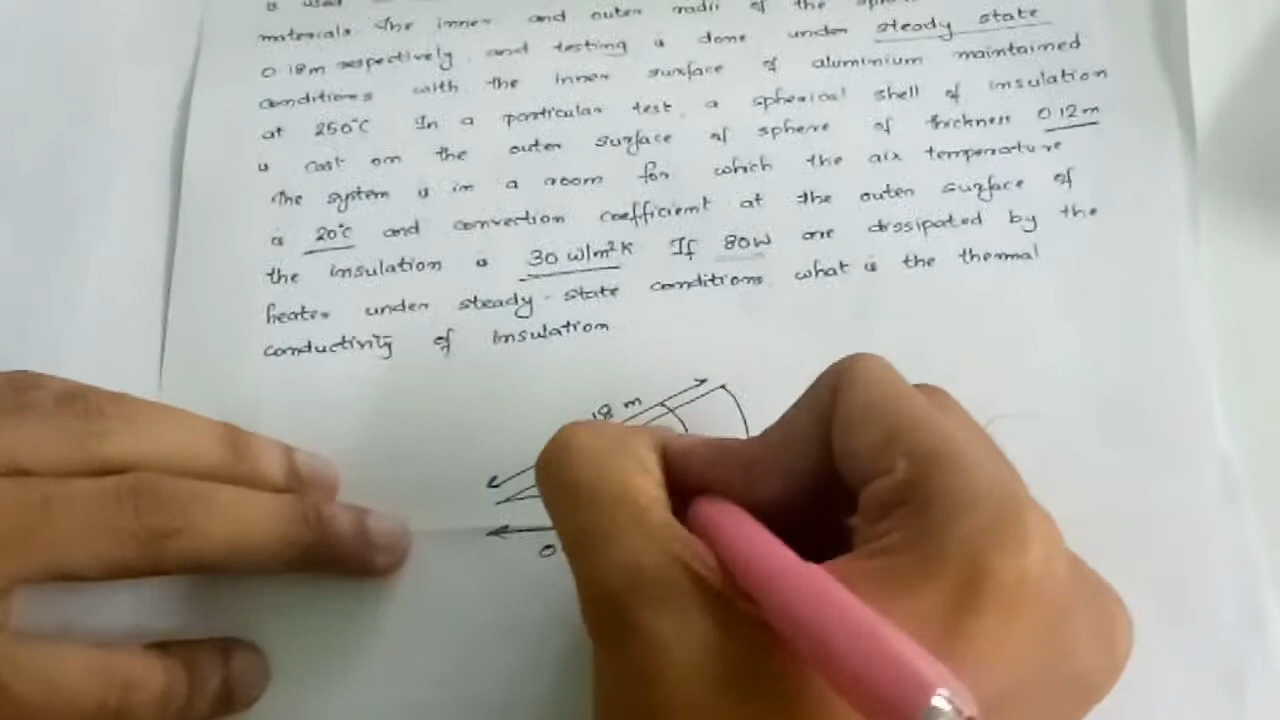 is used
materials. The inner and outer radii of the
0.18m respectively, and testing is done under steady state
conditions with the inner surface of aluminium maintained
at 250°C In a particular test, a spherical shell of insulation
is cast on the outer surface of sphere of thickness 0.12m
The system is in a room for which the air temperature
is 20°C and convertion coefficient at the outer surface of
the insulation is 30 W/m²K If 80W are dissipated by the
heater under steady-state conditions, what is the thermal
conductivity of insulation
18 m
0